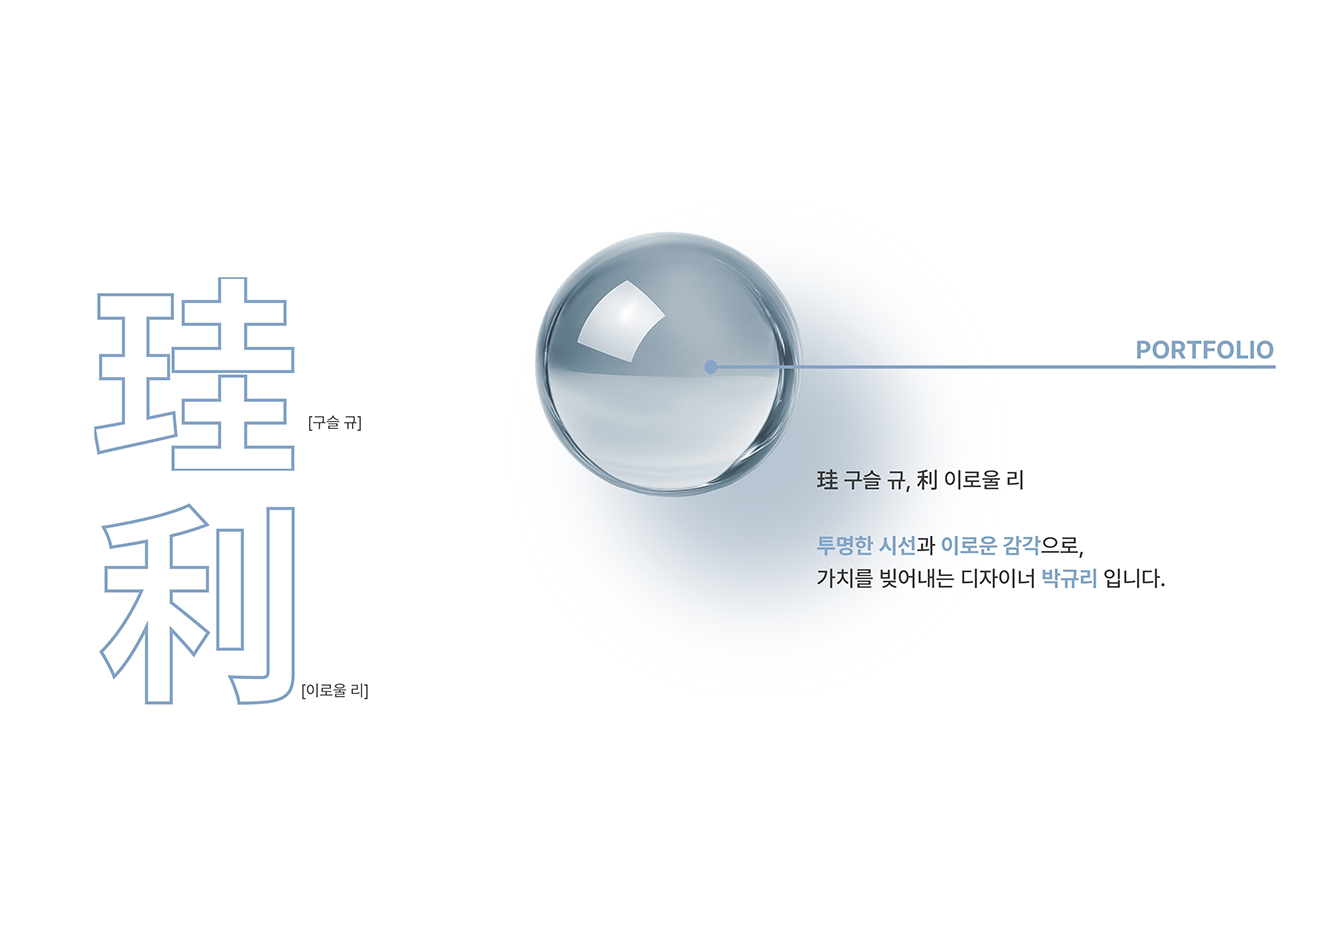 珪
[구슬 규]
利
[이로울 리]
PORTFOLIO
珪 구슬 규, 利 이로울 리
투명한 시선과 이로운 감각으로,
가치를 빚어내는 디자이너 박규리 입니다.